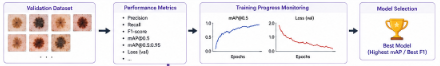 Validation Dataset
Performance Metrics
• Precision
• Recall
• F1-score
• mAP@0.5
• mAP@0.5:0.95
• Loss (val)
• ...
Training Progress Monitoring
mAP@0.5
Epochs
Loss (val)
Epochs
Model Selection
Best Model
(Highest mAP / Best F1)